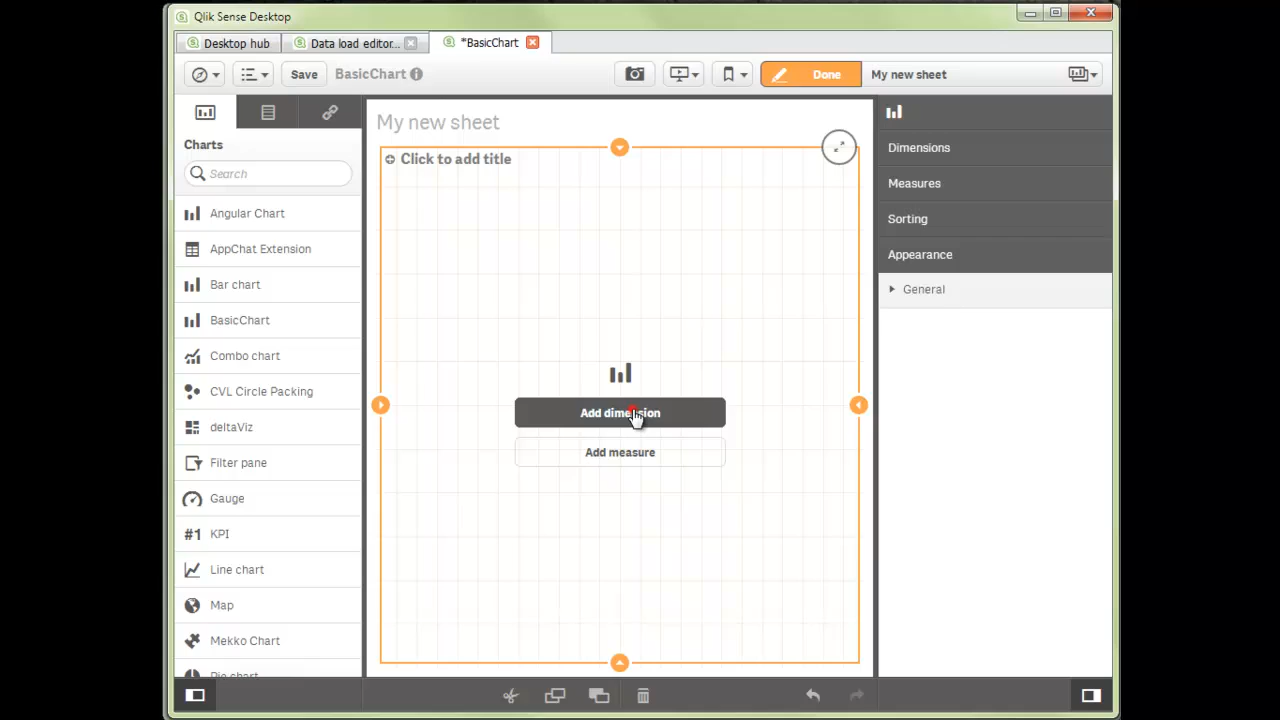 Qlik Sense Desktop
Desktop hub
Data load editor...
*BasicChart
Save
BasicChart
Done
My new sheet
Charts
Search
Angular Chart
AppChat Extension
Bar chart
BasicChart
Combo chart
CVL Circle Packing
deltaViz
Filter pane
Gauge
#1 KPI
Line chart
Map
Mekko Chart
Pie chart
My new sheet
Click to add title
Add dimension
Add measure
Dimensions
Measures
Sorting
Appearance
General